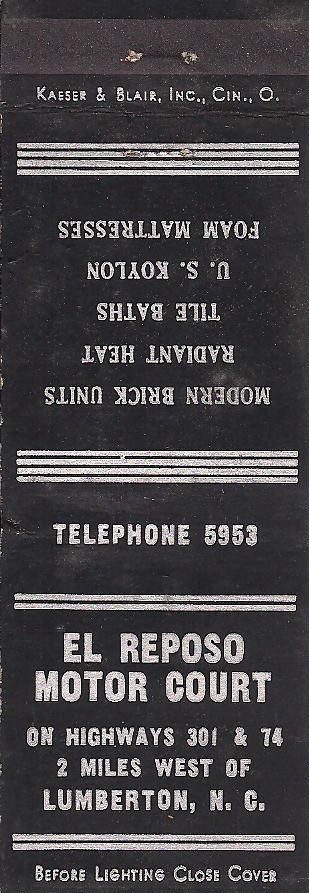 KAESER & BLAIR, INC., CIN., O.
MODERN BRICK UNITS
RADIANT HEAT
TILE BATHS
U. S. KOYLON
FOAM MATTRESSES
TELEPHONE 5953
EL REPOSO
MOTOR COURT
ON HIGHWAYS 301 & 74
2 MILES WEST OF
LUMBERTON, N. C.
BEFORE LIGHTING CLOSE COVER